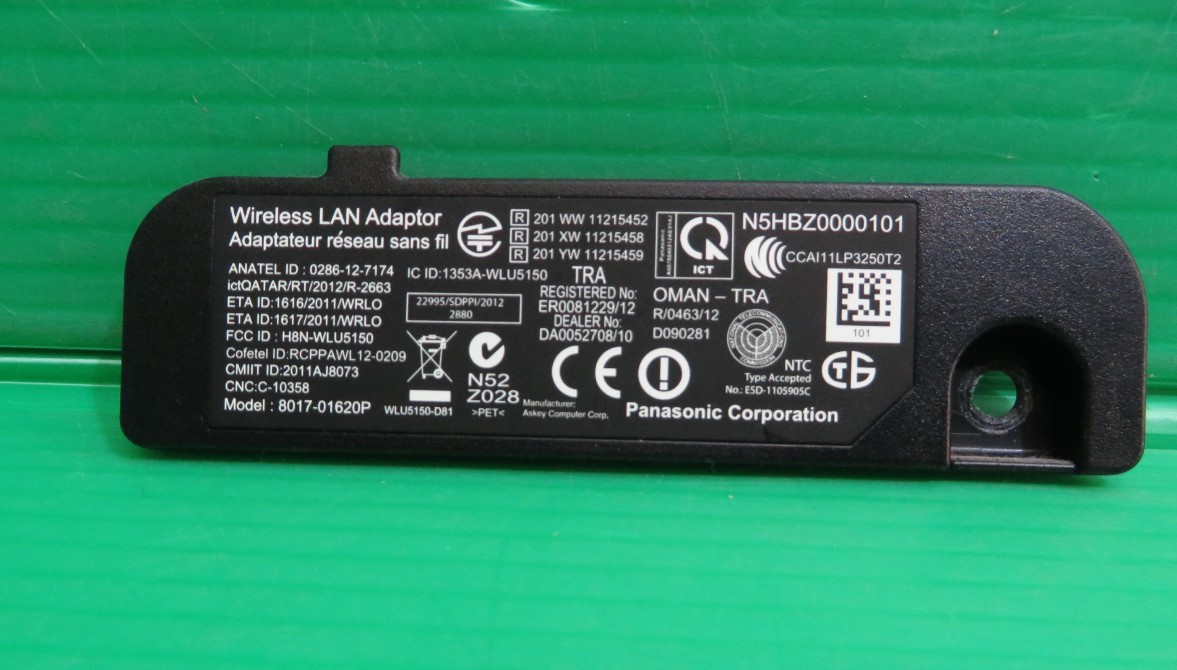 Wireless LAN Adaptor
Adaptateur réseau sans fil
R 201 WW 11215452
R 201 XW 11215458
R 201 YW 11215459
ICT
N5HBZ0000101
CCAI11LP3250T2
101
ANATEL ID : 0286-12-7174
IC ID:1353A-WLU5150
ictQATAR/RT/2012/R-2663
ETA ID:1616/2011/WRLO
ETA ID:1617/2011/WRLO
FCC ID : H8N-WLU5150
Cofetel ID:RCPPAWL12-0209
CMIIT ID:2011AJ8073
CNC:C-10358
Model : 8017-01620P
22995/SDPPI/2012
2880
WLU5150-D81
N52
Z028
>PET<
TRA
REGISTERED No:
ER0081229/12
DEALER No:
DA0052708/10
CE
Manufacturer:
Askey Computer Corp.
OMAN – TRA
R/0463/12
D090281
NTC
Type Accepted
No.: ESD-1105905C
Panasonic Corporation